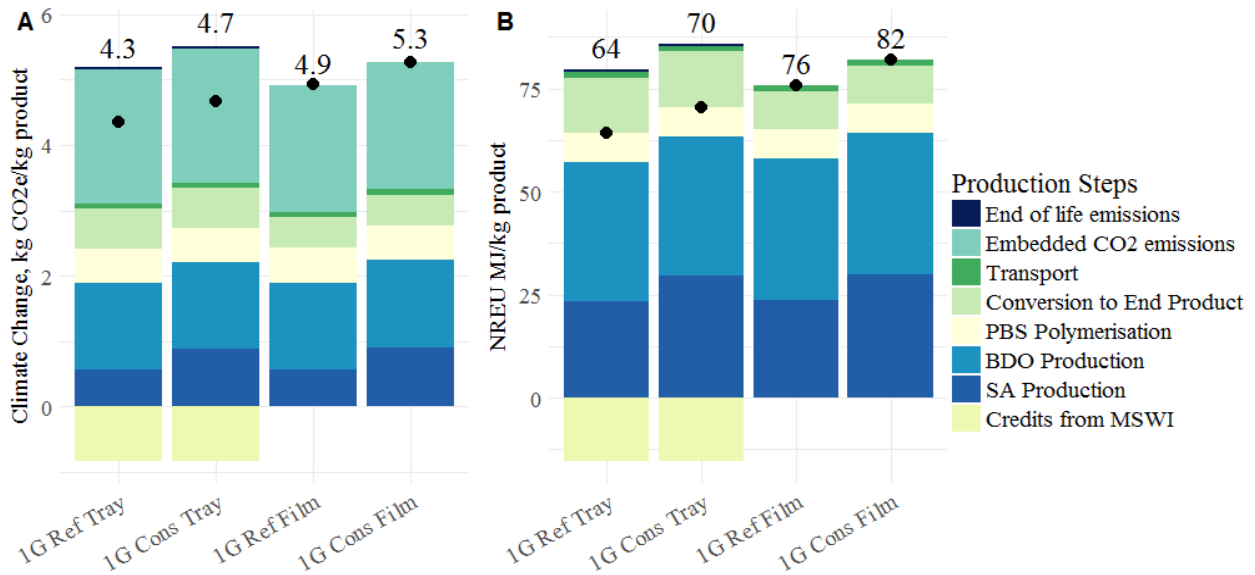 A
Climate Change, kg CO2e/kg product
6
4
2
0
4.3
4.7
4.9
5.3
1G Ref Tray
1G Cons Tray
1G Ref Film
1G Cons Film
B
NREU MJ/kg product
75
50
25
0
64
70
76
82
1G Ref Tray
1G Cons Tray
1G Ref Film
1G Cons Film
Production Steps
End of life emissions
Embedded CO2 emissions
Transport
Conversion to End Product
PBS Polymerisation
BDO Production
SA Production
Credits from MSWI